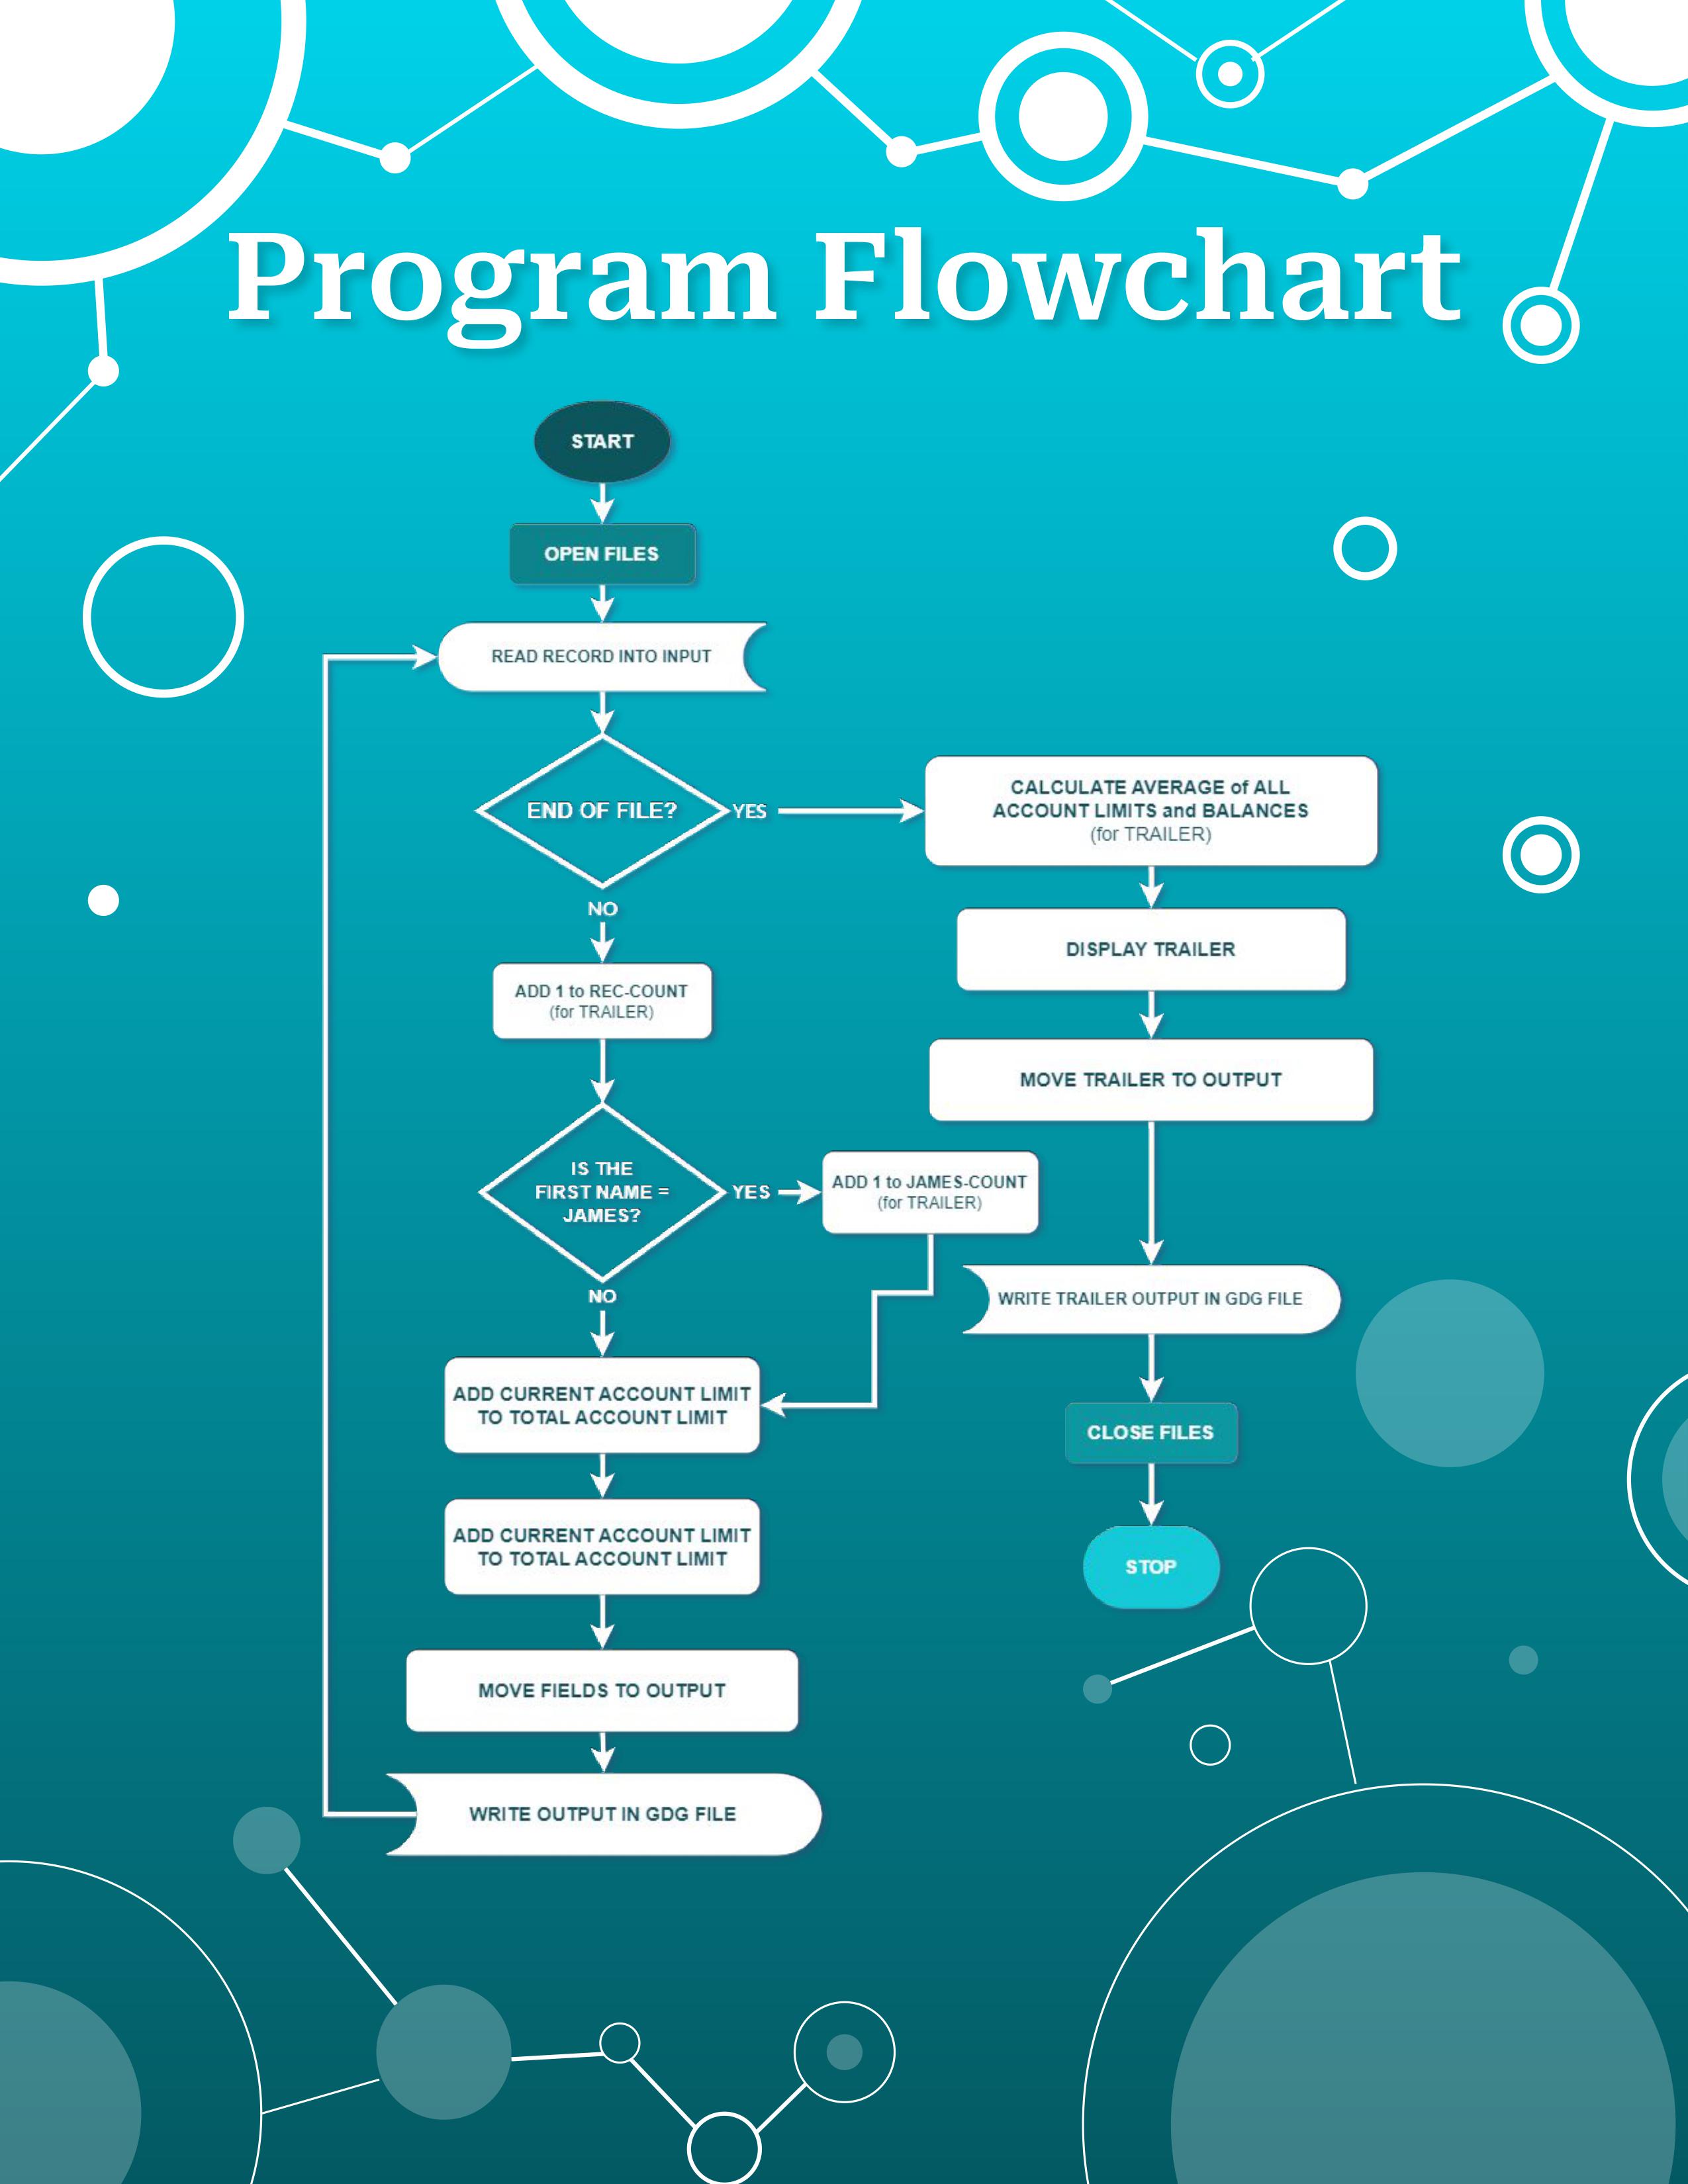 Program Flowchart
START
OPEN FILES
READ RECORD INTO INPUT
END OF FILE?
YES
NO
ADD 1 to REC-COUNT
(for TRAILER)
IS THE
FIRST NAME =
JAMES?
YES
ADD 1 to JAMES-COUNT
(for TRAILER)
NO
ADD CURRENT ACCOUNT LIMIT
TO TOTAL ACCOUNT LIMIT
ADD CURRENT ACCOUNT LIMIT
TO TOTAL ACCOUNT LIMIT
MOVE FIELDS TO OUTPUT
WRITE OUTPUT IN GDG FILE
CALCULATE AVERAGE of ALL
ACCOUNT LIMITS and BALANCES
(for TRAILER)
DISPLAY TRAILER
MOVE TRAILER TO OUTPUT
WRITE TRAILER OUTPUT IN GDG FILE
CLOSE FILES
STOP